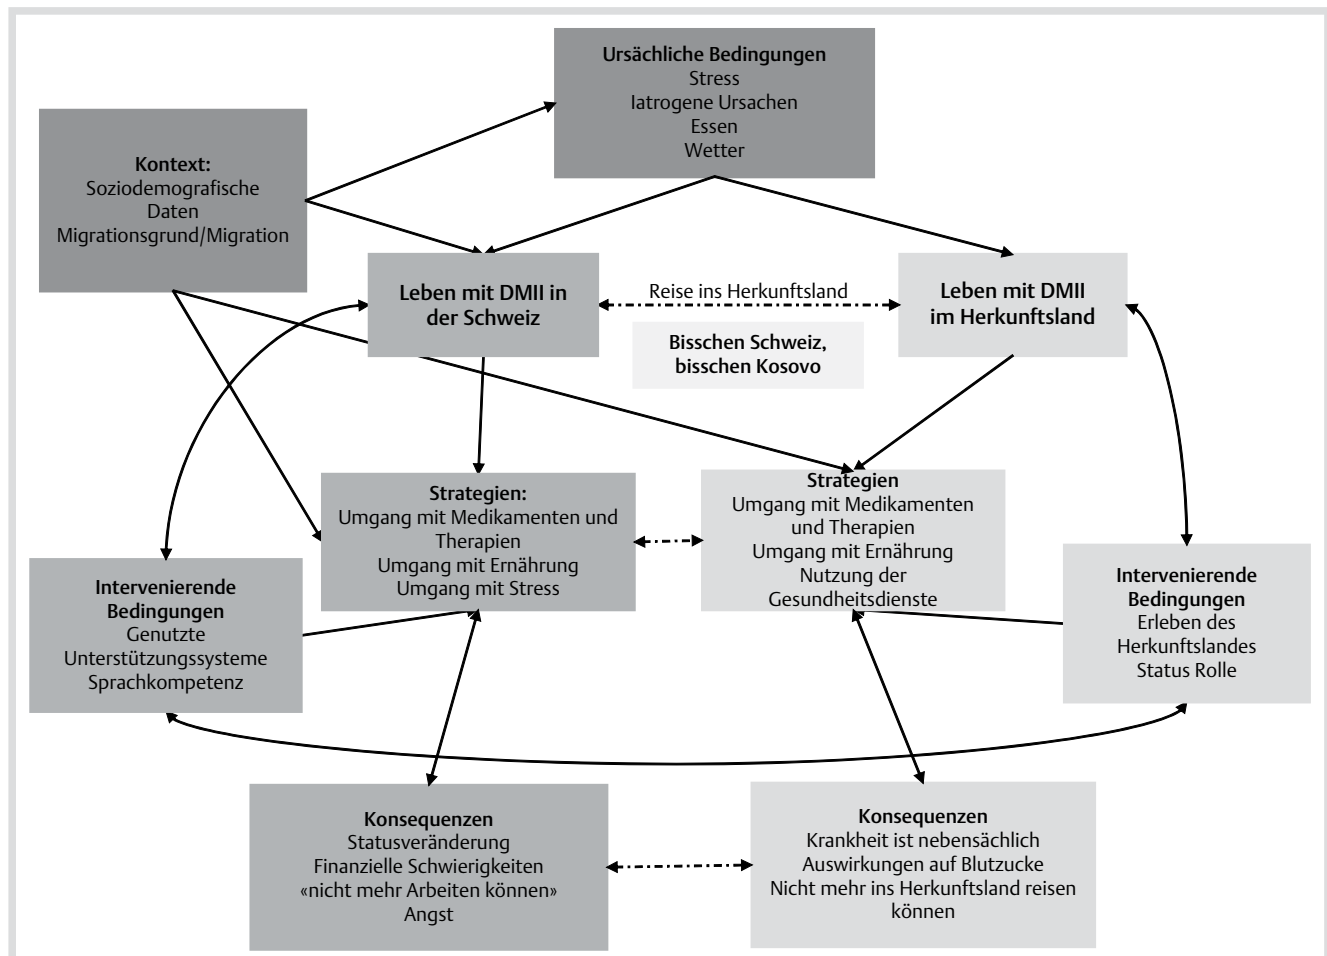 Ursächliche Bedingungen
Stress
Iatrogene Ursachen
Essen
Wetter
Kontext:
Soziodemografische
Daten
Migrationsgrund/Migration
Leben mit DMII in
der Schweiz
Reise ins Herkunftsland
Bisschen Schweiz,
bisschen Kosovo
Leben mit DMII
im Herkunftsland
Strategien:
Umgang mit Medikamenten und
Therapien
Umgang mit Ernährung
Umgang mit Stress
Strategien
Umgang mit Medikamenten
und Therapien
Umgang mit Ernährung
Nutzung der
Gesundheitsdienste
Intervenierende
Bedingungen
Genutzte
Unterstützungssysteme
Sprachkompetenz
Intervenierende
Bedingungen
Erleben des
Herkunftslandes
Status Rolle
Konsequenzen
Statusveränderung
Finanzielle Schwierigkeiten
«nicht mehr Arbeiten können»
Angst
Konsequenzen
Krankheit ist nebensächlich
Auswirkungen auf Blutzucke
Nicht mehr ins Herkunftsland reisen
können